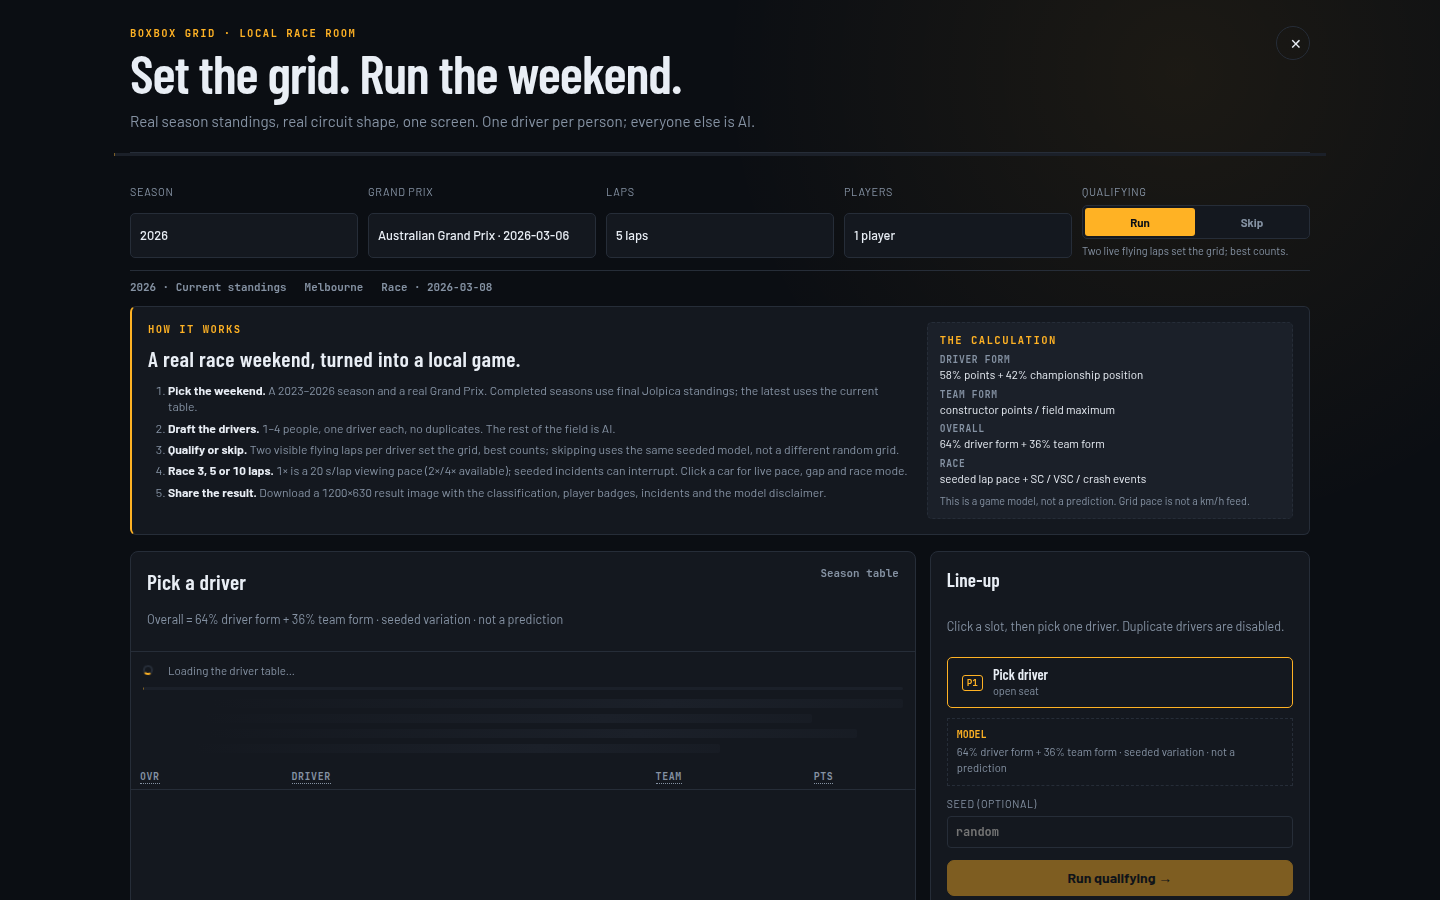 BOXBOX GRID · LOCAL RACE ROOM
Set the grid. Run the weekend.
Real season standings, real circuit shape, one screen. One driver per person; everyone else is AI.
×
SEASON
GRAND PRIX
LAPS
PLAYERS
QUALIFYING
2026
Australian Grand Prix · 2026-03-06
5 laps
1 player
Run
Skip
Two live flying laps set the grid; best counts.
2026 · Current standings
Melbourne
Race · 2026-03-08
HOW IT WORKS
A real race weekend, turned into a local game.
1. Pick the weekend. A 2023–2026 season and a real Grand Prix. Completed seasons use final Jolpica standings; the latest uses the current
table.
2. Draft the drivers. 1–4 people, one driver each, no duplicates. The rest of the field is AI.
3. Qualify or skip. Two visible flying laps per driver set the grid, best counts; skipping uses the same seeded model, not a different random grid.
4. Race 3, 5 or 10 laps. 1× is a 20 s/lap viewing pace (2×/4× available); seeded incidents can interrupt. Click a car for live pace, gap and race mode.
5. Share the result. Download a 1200×630 result image with the classification, player badges, incidents and the model disclaimer.
THE CALCULATION
DRIVER FORM
58% points + 42% championship position
TEAM FORM
constructor points / field maximum
OVERALL
64% driver form + 36% team form
RACE
seeded lap pace + SC / VSC / crash events
This is a game model, not a prediction. Grid pace is not a km/h feed.
Pick a driver
Season table
Overall = 64% driver form + 36% team form · seeded variation · not a prediction
Loading the driver table…
OVR
DRIVER
TEAM
PTS
Line-up
Click a slot, then pick one driver. Duplicate drivers are disabled.
P1
Pick driver
open seat
MODEL
64% driver form + 36% team form · seeded variation · not a
prediction
SEED (OPTIONAL)
random
Run qualifying →